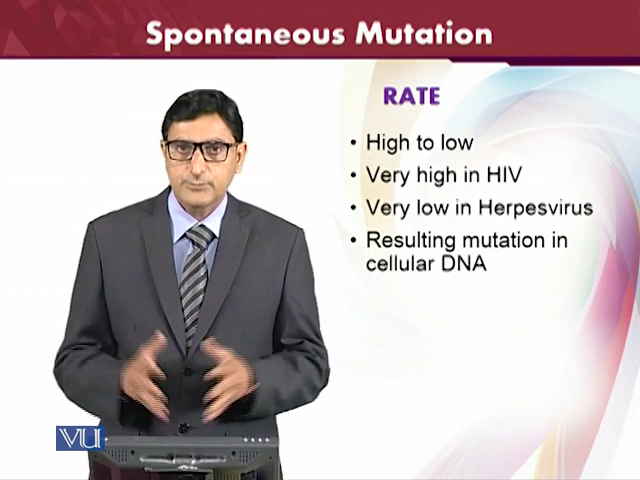 Spontaneous Mutation
RATE
• High to low
• Very high in HIV
• Very low in Herpesvirus
• Resulting mutation in
cellular DNA
VU